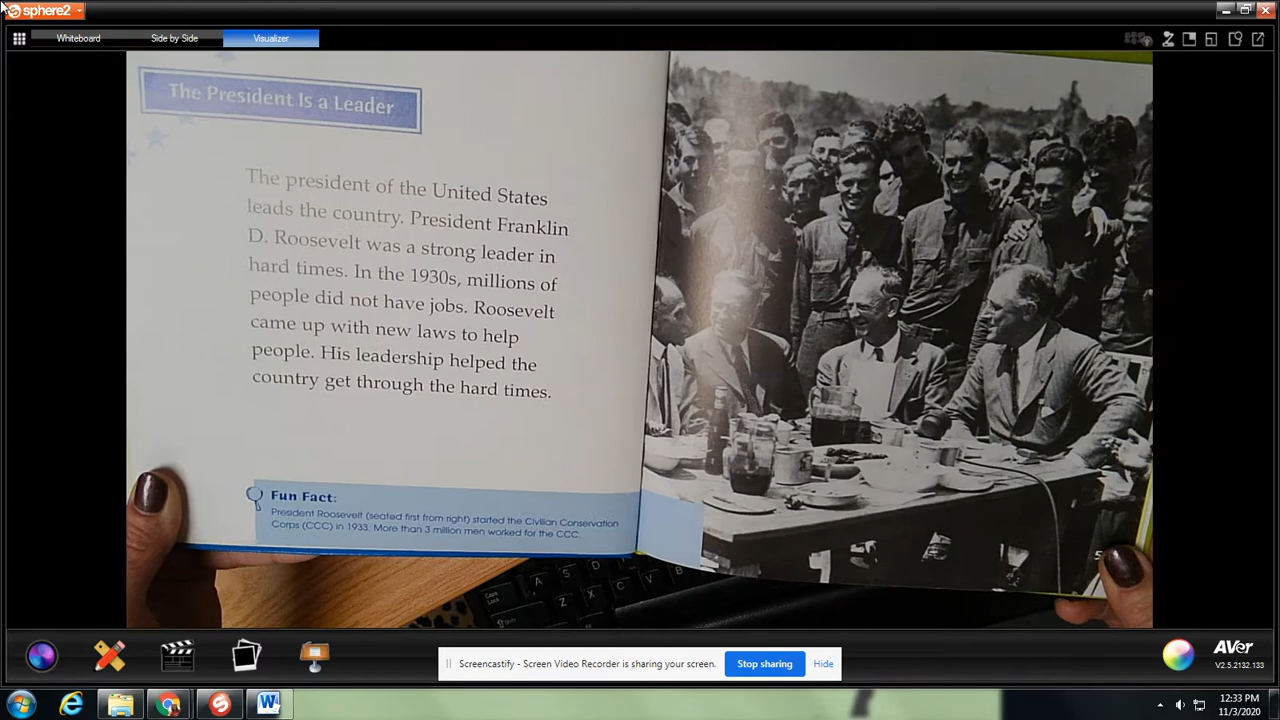 sphere2
Whiteboard
Side by Side
Visualizer
The President Is a Leader
The president of the United States
leads the country. President Franklin
D. Roosevelt was a strong leader in
hard times. In the 1930s, millions of
people did not have jobs. Roosevelt
came up with new laws to help
people. His leadership helped the
country get through the hard times.
Fun Fact:
President Roosevelt (seated first from right) started the Civilian Conservation
Corps (CCC) in 1933. More than 3 million men worked for the CCC.
5
Caps
Lock
A
S
D
Z
X
C
V
B
Screencastify - Screen Video Recorder is sharing your screen.
Stop sharing
Hide
AVer
V2.5.2132.133
12:33 PM
11/3/2020